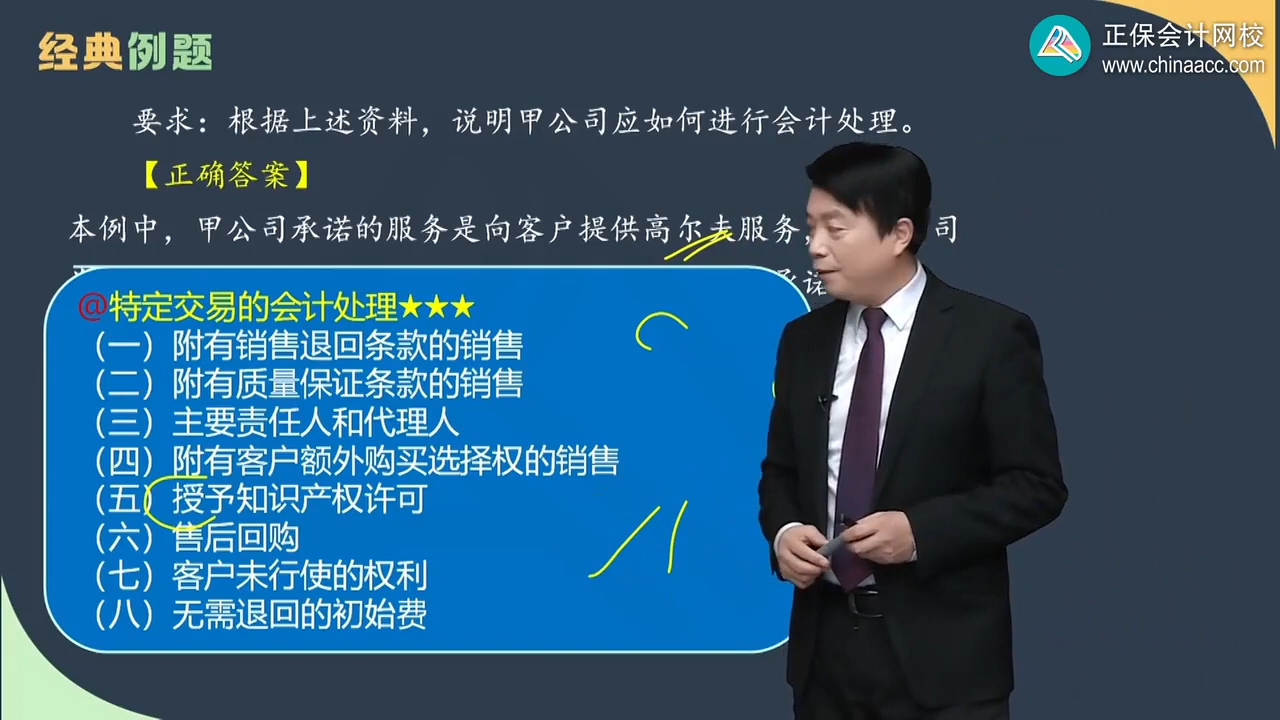 经典例题
正保会计网校
www.chinaacc.com
要求：根据上述资料，说明甲公司应如何进行会计处理。
【正确答案】
本例中，甲公司承诺的服务是向客户提供高尔夫服务，
司
承诺
@特定交易的会计处理★★★
（一）附有销售退回条款的销售
（二）附有质量保证条款的销售
（三）主要责任人和代理人
（四）附有客户额外购买选择权的销售
（五）授予知识产权许可
（六）售后回购
（七）客户未行使的权利
（八）无需退回的初始费